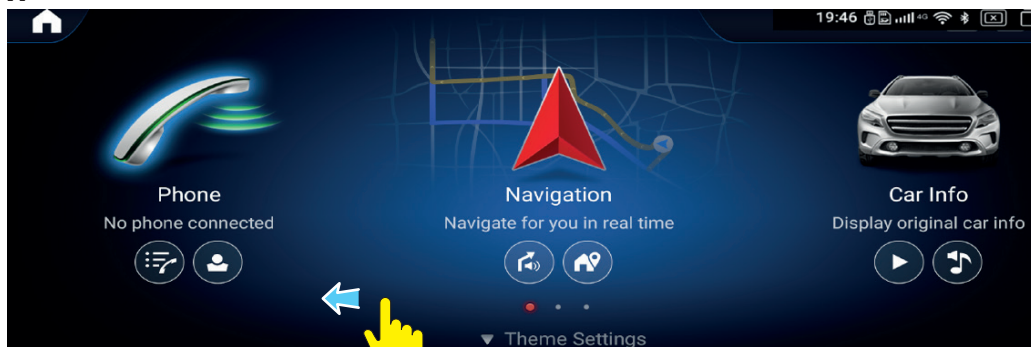 19:46 4G
Phone
No phone connected
Navigation
Navigate for you in real time
Car Info
Display original car info
Theme Settings